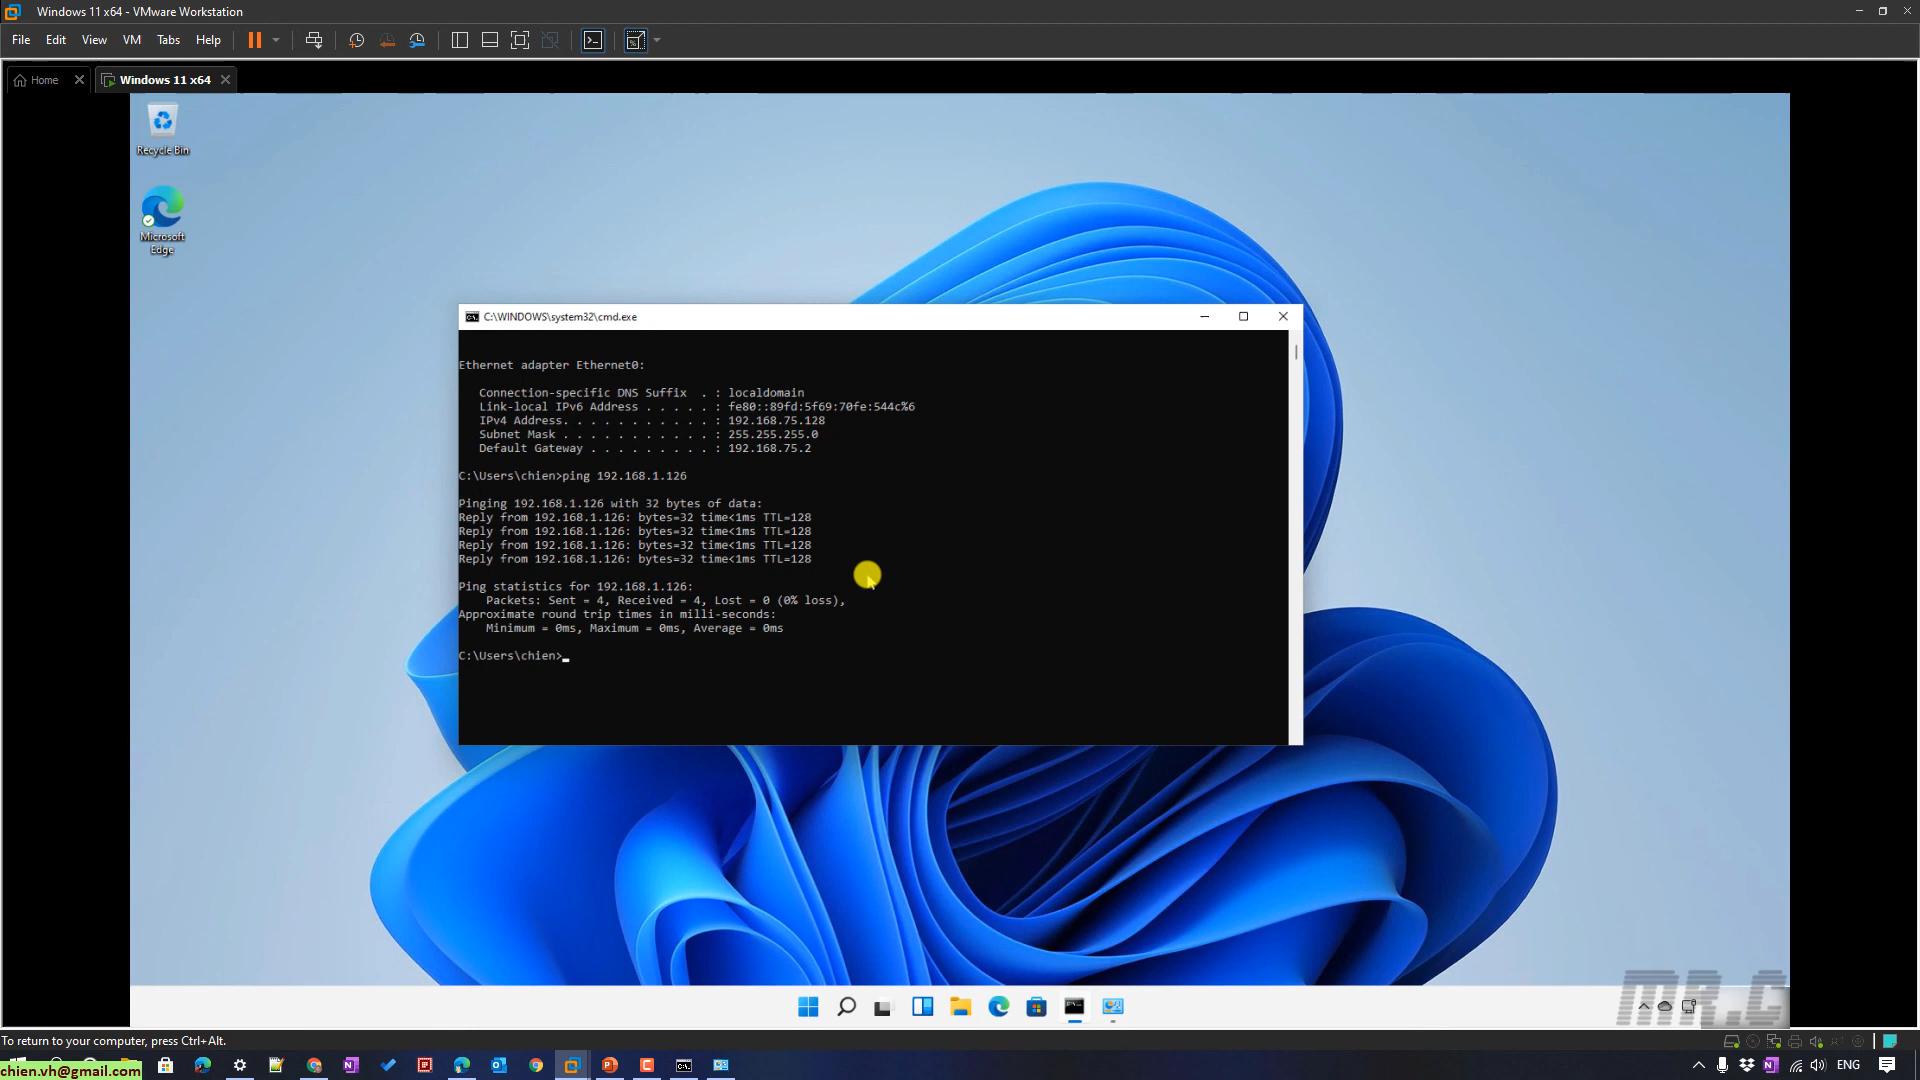 Windows 11 x64 - VMware Workstation
File Edit View VM Tabs Help
Home Windows 11 x64
Recycle Bin
Microsoft
Edge
C:\WINDOWS\system32\cmd.exe
Ethernet adapter Ethernet0:
Connection-specific DNS Suffix . : localdomain
Link-local IPv6 Address . . . . . : fe80::89fd:5f69:70fe:544c%6
IPv4 Address. . . . . . . . . . . : 192.168.75.128
Subnet Mask . . . . . . . . . . . : 255.255.255.0
Default Gateway . . . . . . . . . : 192.168.75.2
C:\Users\chien>ping 192.168.1.126
Pinging 192.168.1.126 with 32 bytes of data:
Reply from 192.168.1.126: bytes=32 time<1ms TTL=128
Reply from 192.168.1.126: bytes=32 time<1ms TTL=128
Reply from 192.168.1.126: bytes=32 time<1ms TTL=128
Reply from 192.168.1.126: bytes=32 time<1ms TTL=128
Ping statistics for 192.168.1.126:
Packets: Sent = 4, Received = 4, Lost = 0 (0% loss),
Approximate round trip times in milli-seconds:
Minimum = 0ms, Maximum = 0ms, Average = 0ms
C:\Users\chien>_
MR.C
To return to your computer, press Ctrl+Alt.
chien.vh@gmail.com
ENG